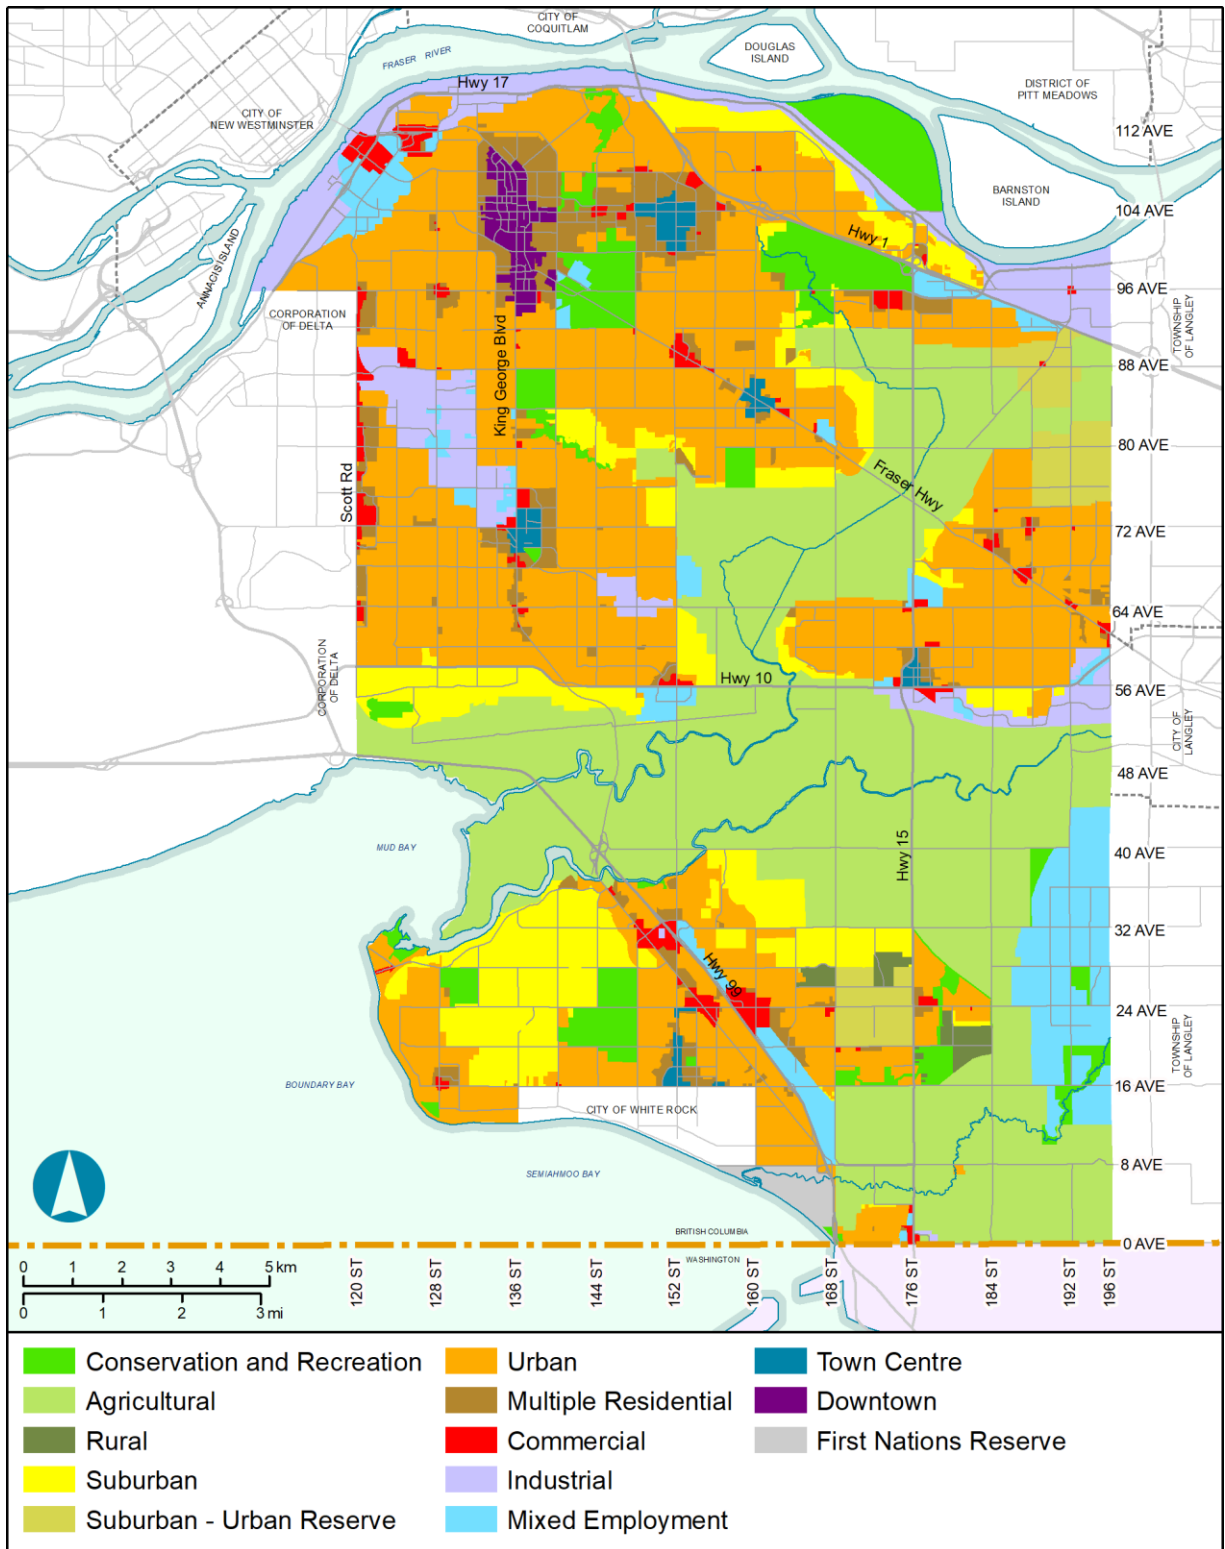 CITY OF
COQUITLAM
DOUGLAS
ISLAND
FRASER RIVER
Hwy 17
DISTRICT OF
PITT MEADOWS
CITY OF
NEW WESTMINSTER
112 AVE
BARNSTON
ISLAND
104 AVE
Hwy 1
ANNACIS ISLAND
96 AVE
CORPORATION
OF DELTA
TOWNSHIP
OF LANGLEY
King George Blvd
88 AVE
80 AVE
Fraser Hwy
Scott Rd
72 AVE
64 AVE
CORPORATION
OF DELTA
Hwy 10
56 AVE
CITY OF
LANGLEY
48 AVE
MUD BAY
Hwy 15
40 AVE
32 AVE
Hwy 99
24 AVE
TOWNSHIP
OF LANGLEY
BOUNDARY BAY
16 AVE
CITY OF WHITE ROCK
8 AVE
SEMIAHMOO BAY
BRITISH COLUMBIA
0 AVE
WASHINGTON
0 1 2 3 4 5 km
0 1 2 3 mi
120 ST
128 ST
136 ST
144 ST
152 ST
160 ST
168 ST
176 ST
184 ST
192 ST
196 ST
Conservation and Recreation
Agricultural
Rural
Suburban
Suburban - Urban Reserve
Urban
Multiple Residential
Commercial
Industrial
Mixed Employment
Town Centre
Downtown
First Nations Reserve